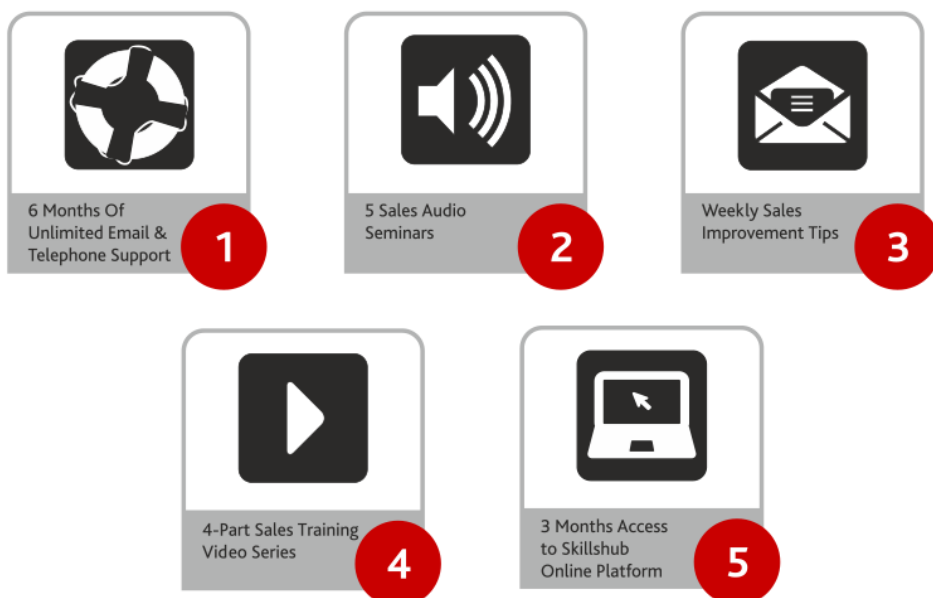 6 Months Of
Unlimited Email &
Telephone Support
1
5 Sales Audio
Seminars
2
Weekly Sales
Improvement Tips
3
4-Part Sales Training
Video Series
4
3 Months Access
to Skillshub
Online Platform
5